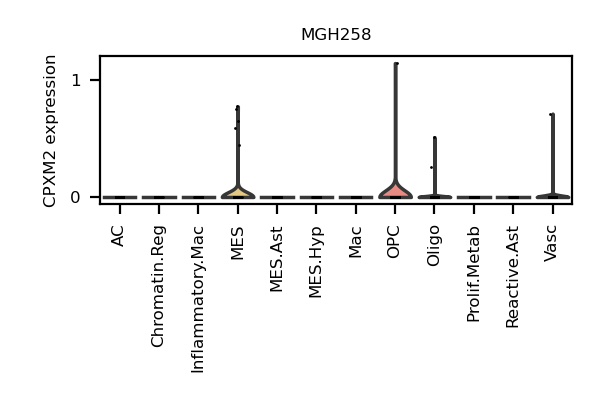 MGH258
CPXM2 expression
1
0
AC
Chromatin.Reg
Inflammatory.Mac
MES
MES.Ast
MES.Hyp
Mac
OPC
Oligo
Prolif.Metab
Reactive.Ast
Vasc